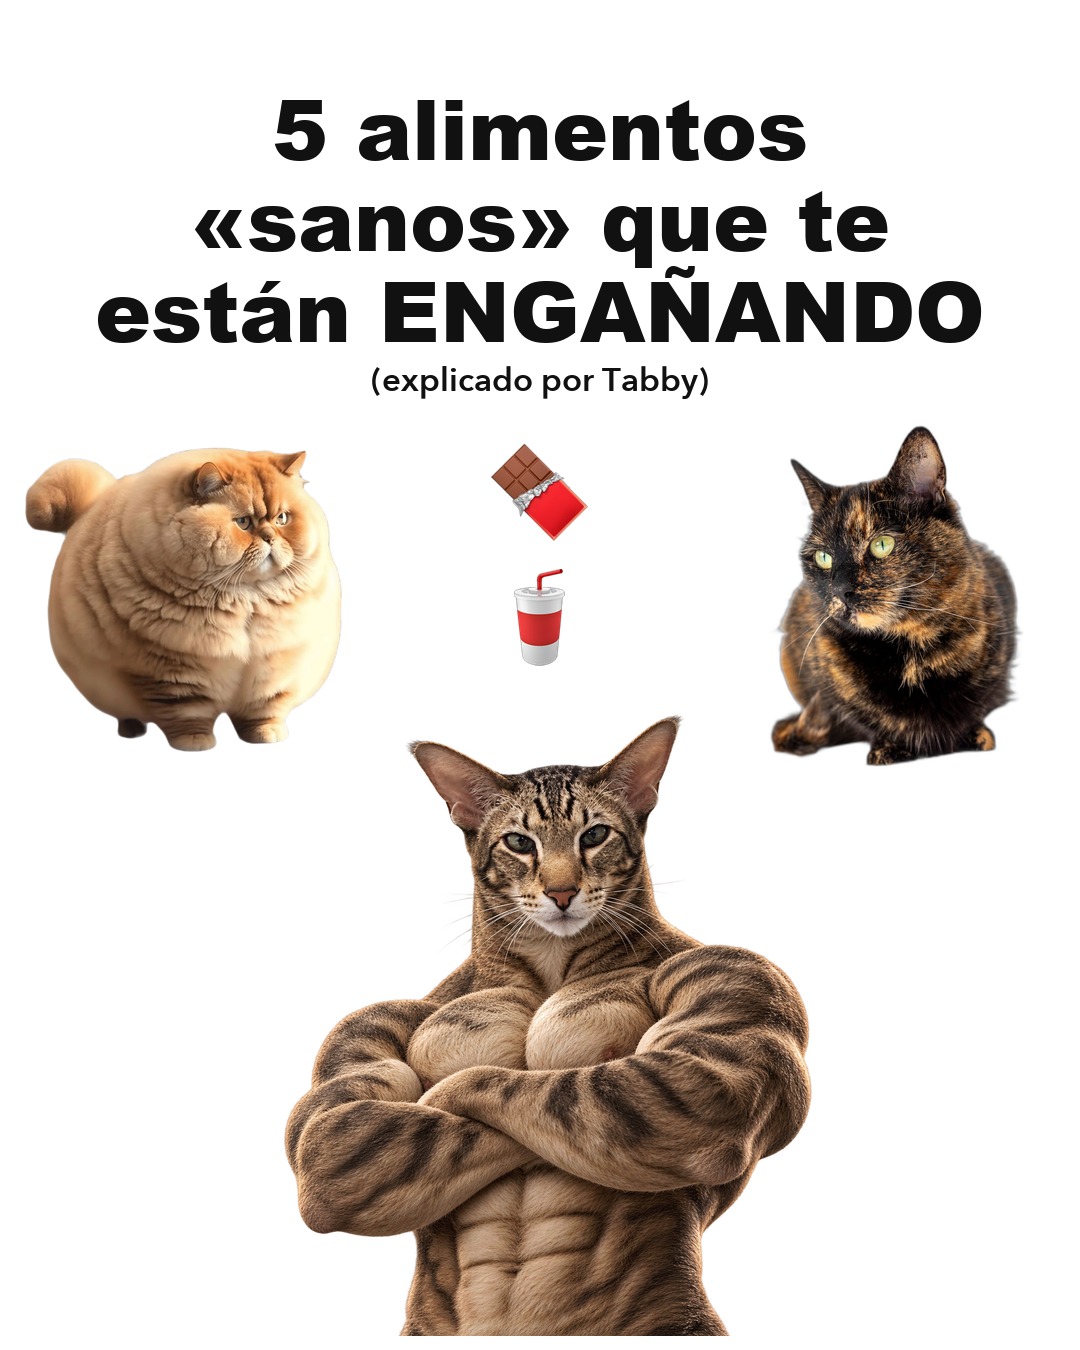 5 alimentos
«sanos» que te
están ENGAÑANDO
(explicado por Tabby)